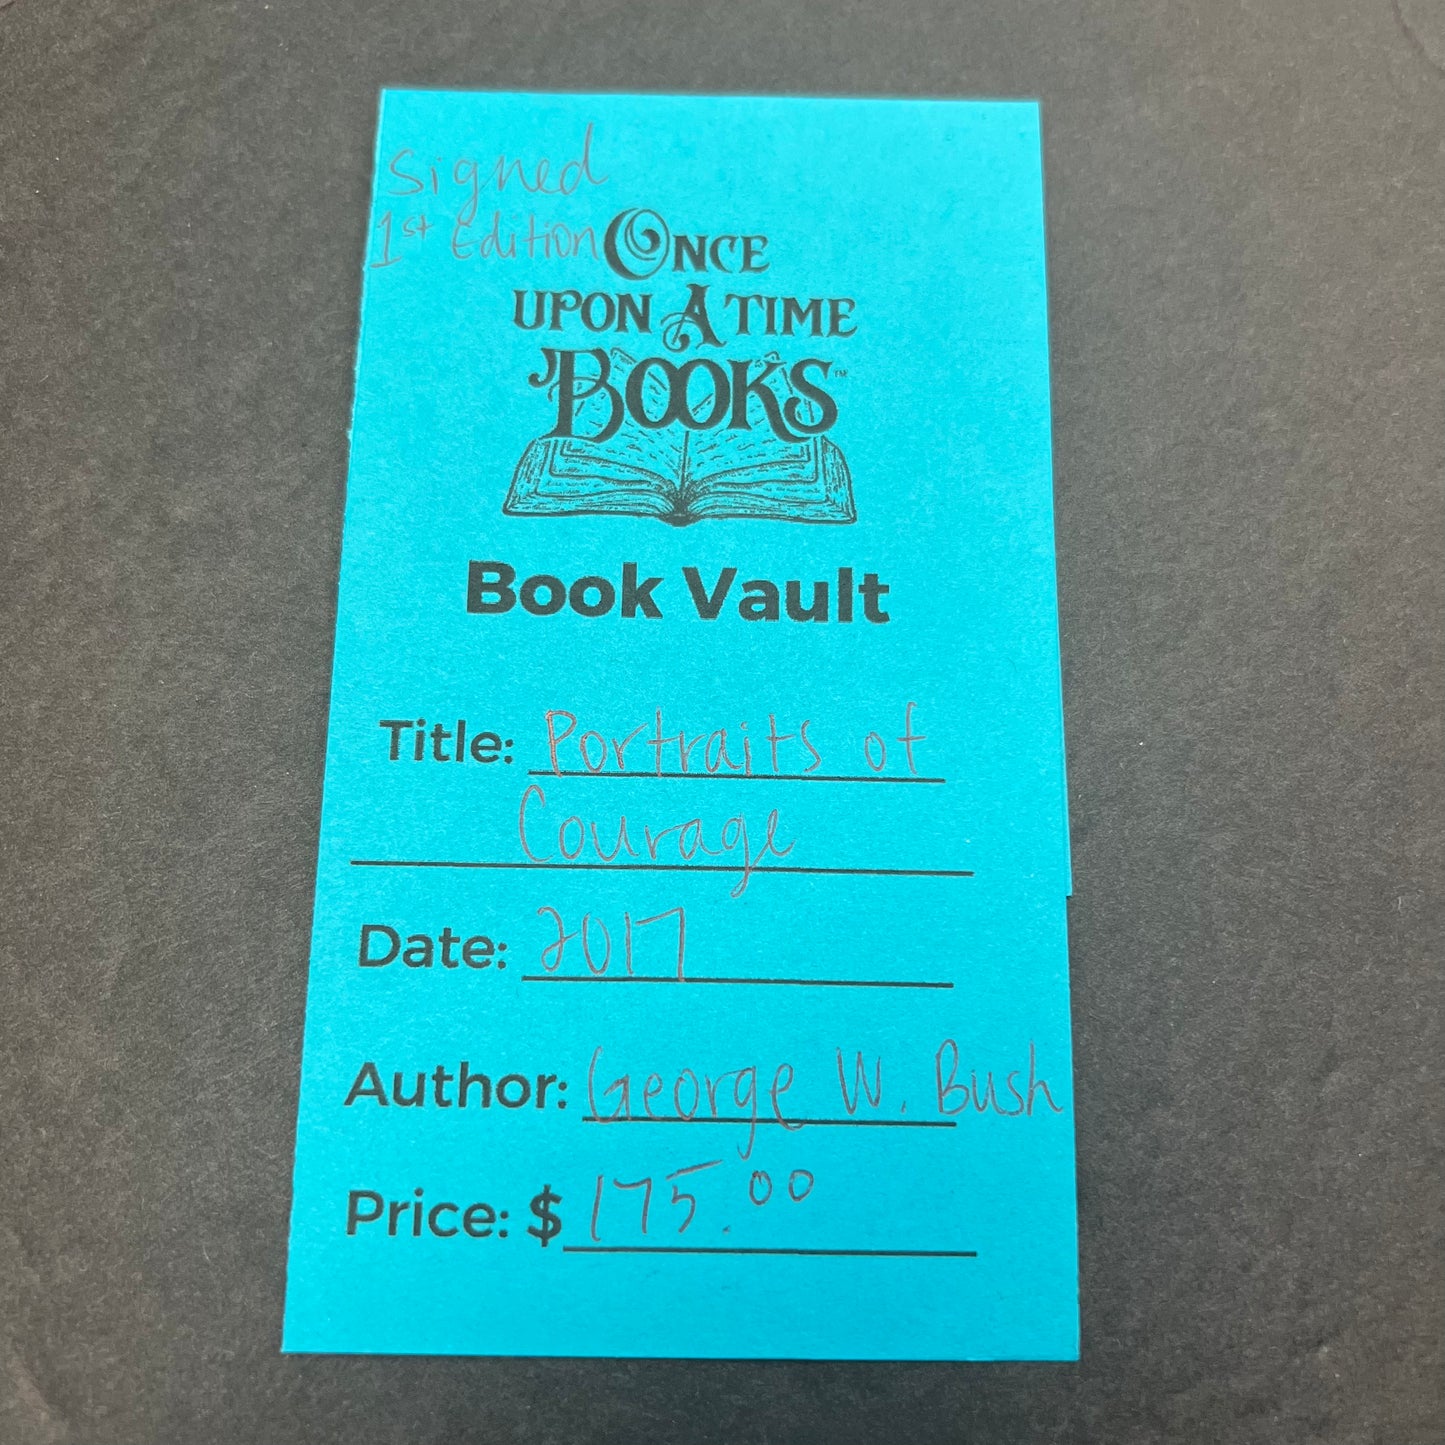 Signed
1st Edition
ONCE
UPON A TIME
BOOKS™
Book Vault
Title: Portraits of
Courage
Date: 2017
Author: George W. Bush
Price: $ 175.00